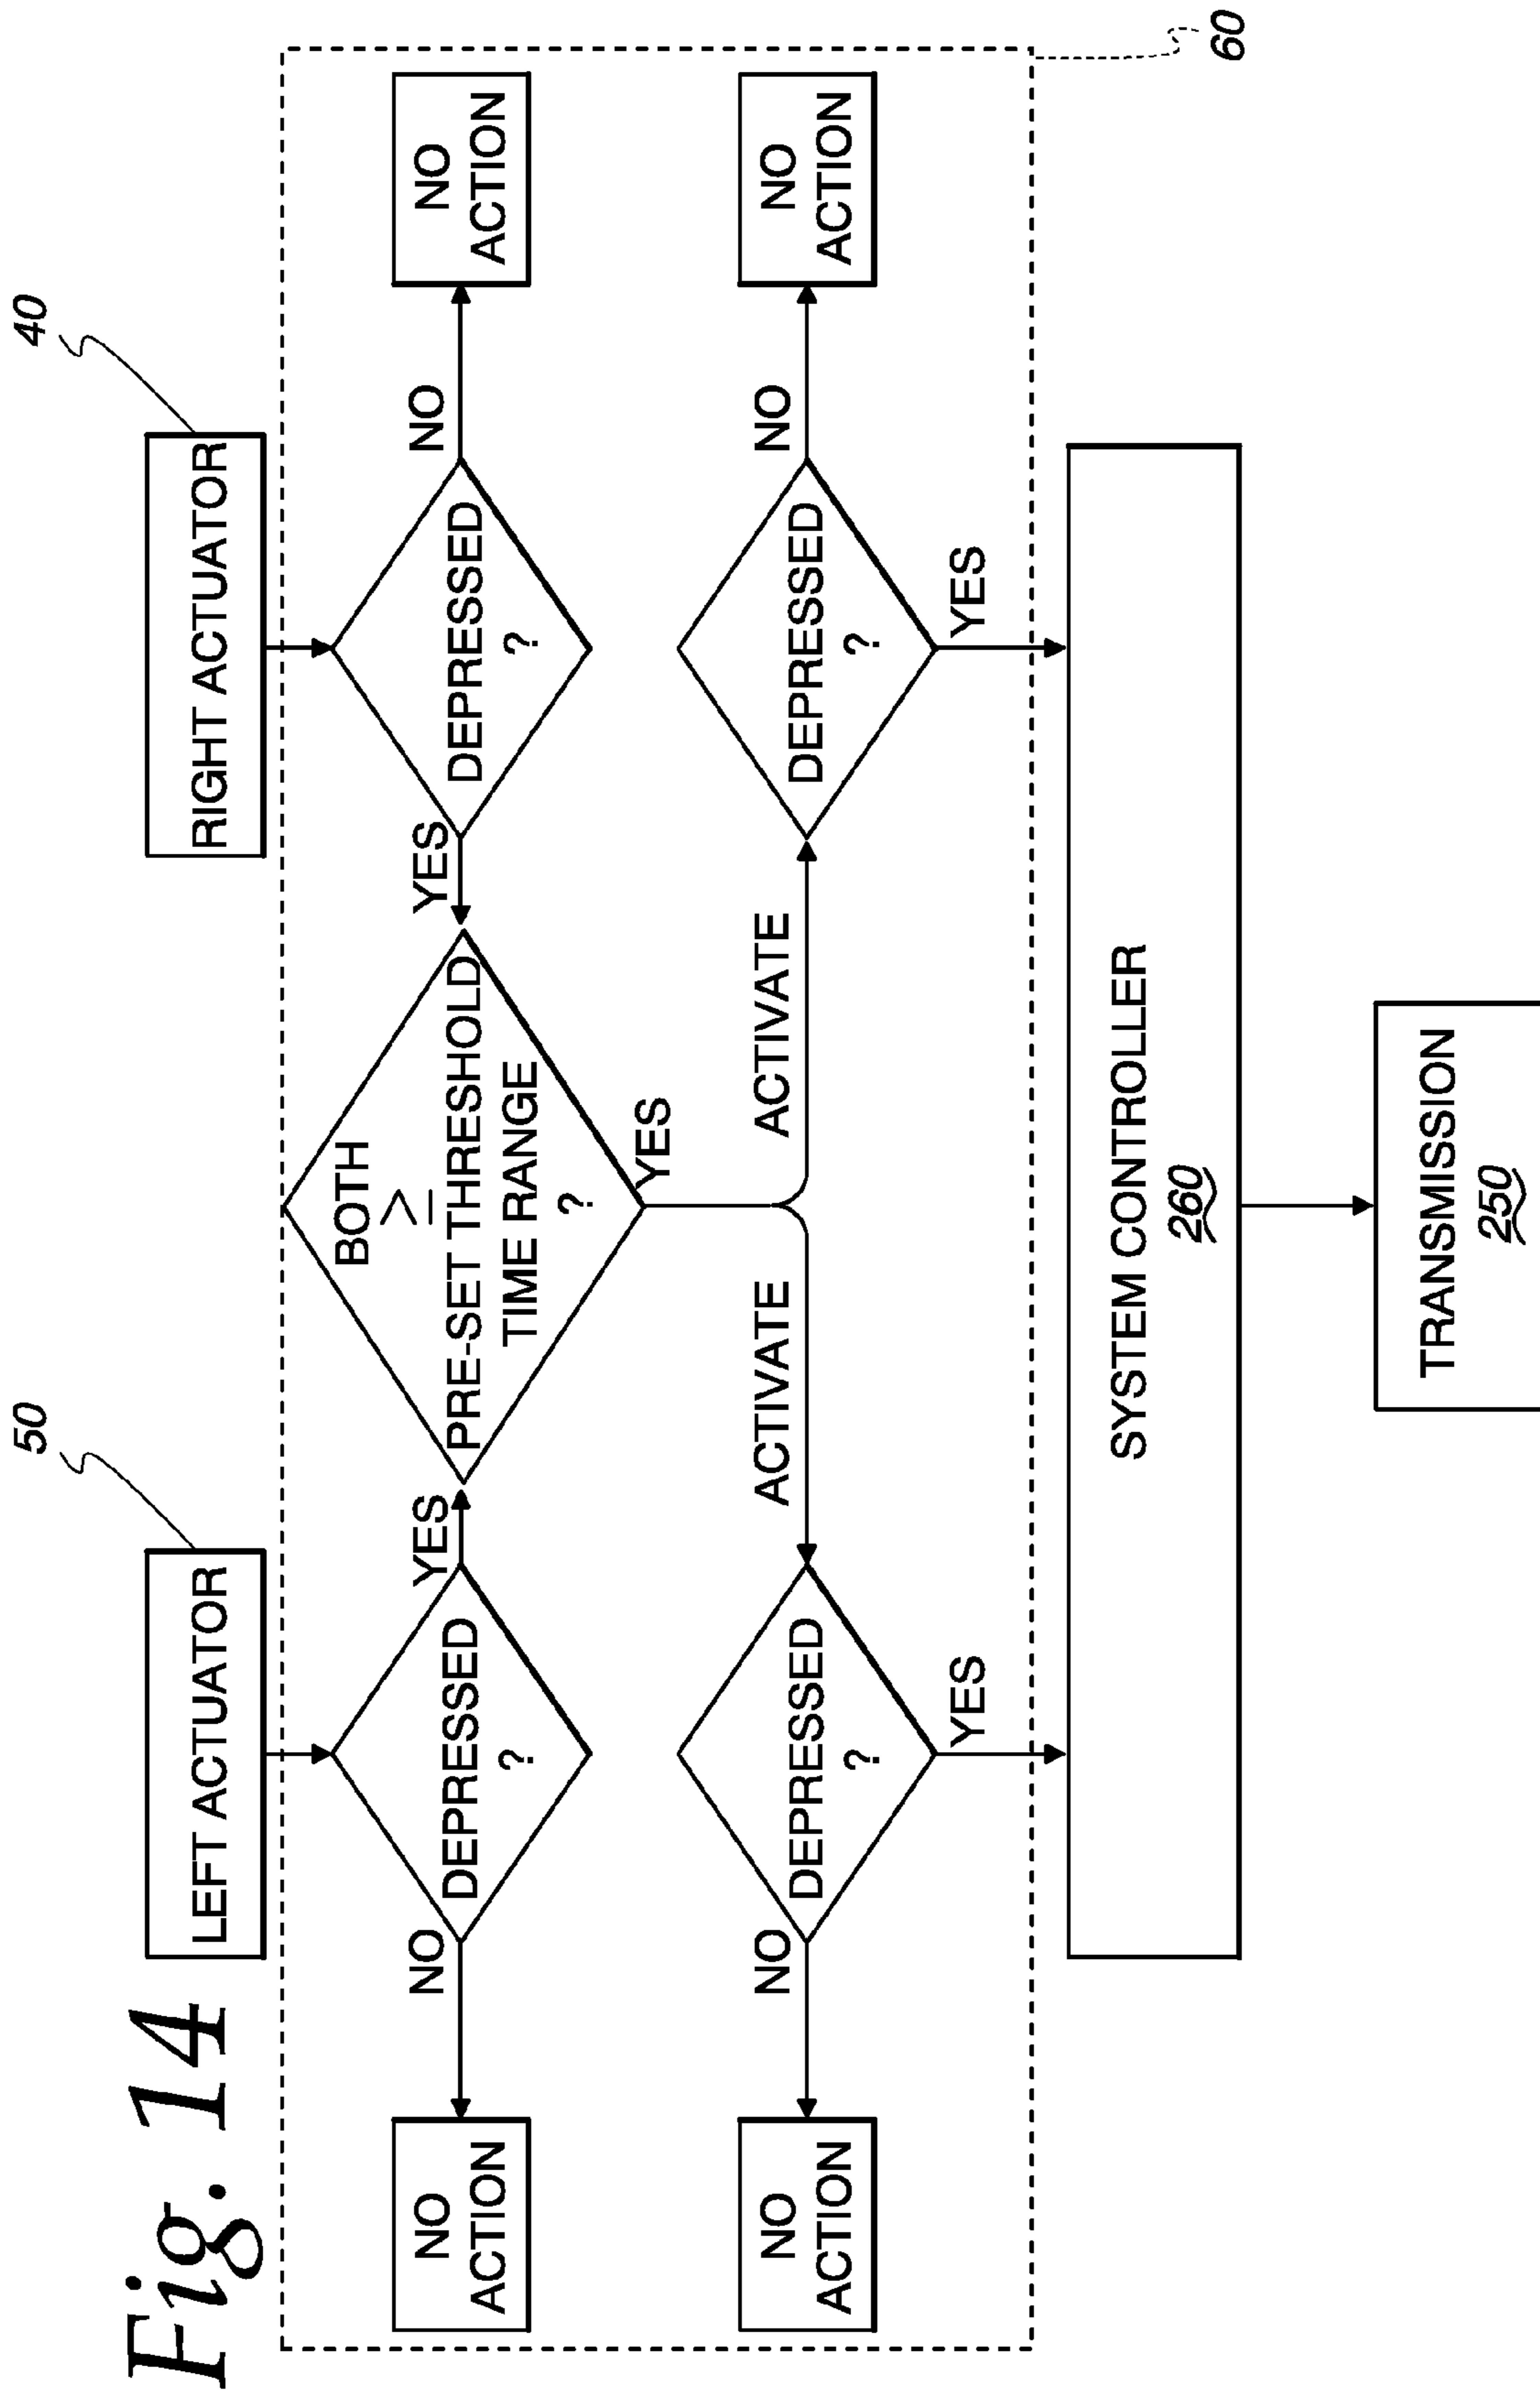 Fig. 14
50
40
LEFT ACTUATOR
RIGHT ACTUATOR
NO
ACTION
NO
DEPRESSED
?
YES
BOTH
≥
PRE-SET THRESHOLD
TIME RANGE
?
YES
YES
DEPRESSED
?
NO
NO
ACTION
NO
ACTION
NO
DEPRESSED
?
YES
ACTIVATE
ACTIVATE
DEPRESSED
?
YES
NO
NO
ACTION
60
SYSTEM CONTROLLER
260
TRANSMISSION
250